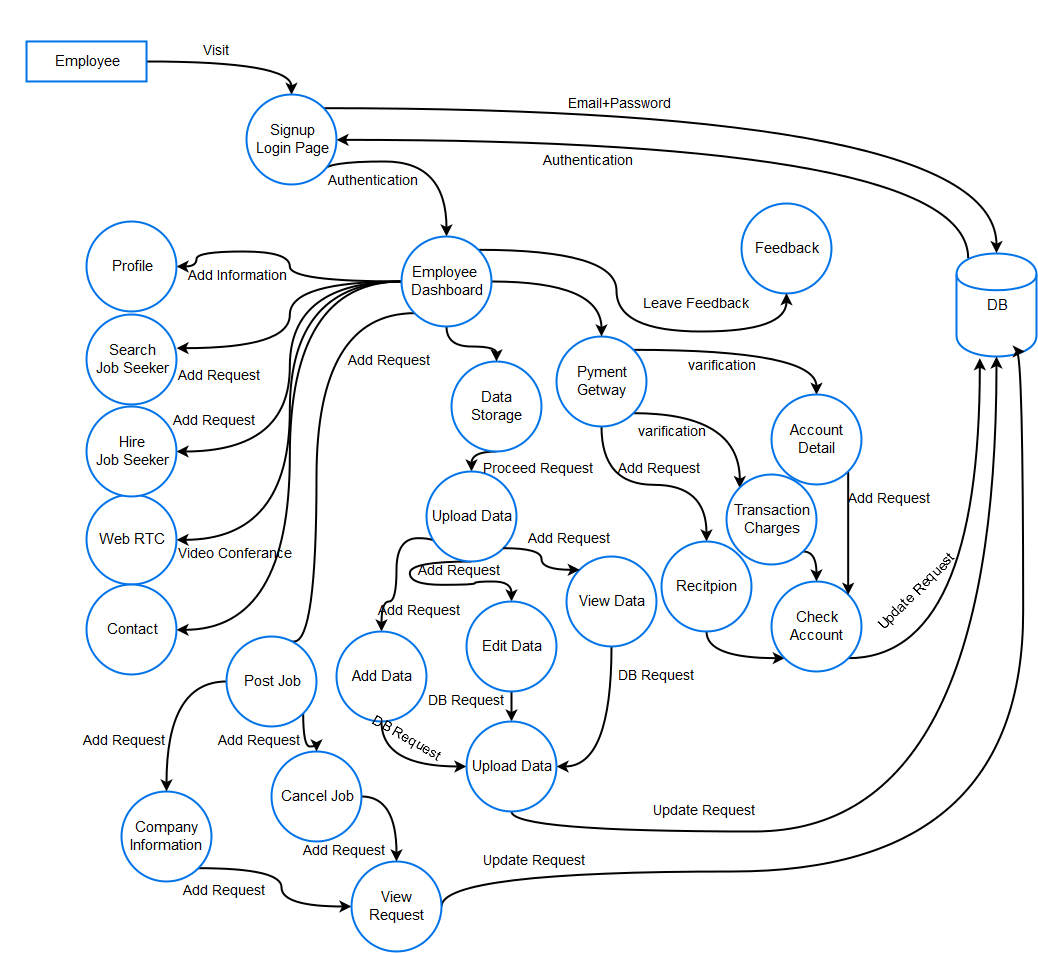 Visit
Employee
Email+Password
Signup
Login Page
Authentication
Authentication
Feedback
Profile
Add Information
Employee
Dashboard
Leave Feedback
DB
Search
Job Seeker
Add Request
Add Request
Data
Storage
Pyment
Getway
varification
Hire
Job Seeker
Add Request
varification
Account
Detail
Proceed Request
Add Request
Add Request
Upload Data
Transaction
Charges
Web RTC
Video Conferance
Add Request
Add Request
Add Request
View Data
Recitpion
Update Request
Contact
Check
Account
Edit Data
Post Job
Add Data
DB Request
DB Request
DB Request
Add Request
Add Request
Upload Data
Cancel Job
Update Request
Company
Information
Add Request
Update Request
Add Request
View
Request